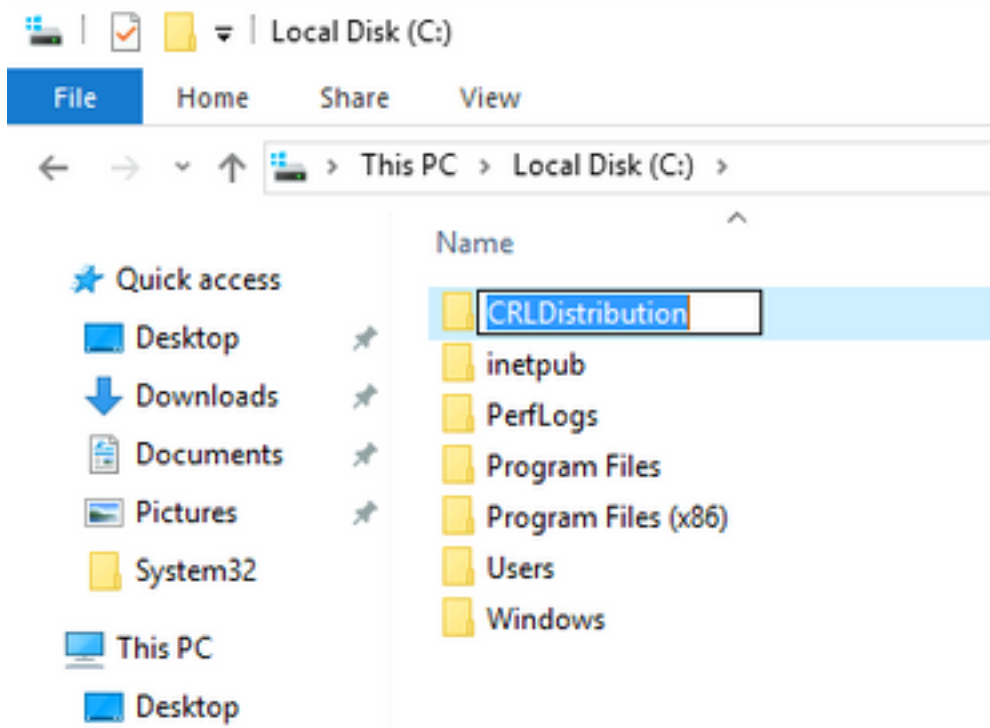 Local Disk (C:)
File Home Share View
This PC > Local Disk (C:) >
Name
Quick access
Desktop
Downloads
Documents
Pictures
System32
This PC
Desktop
CRLDistribution
inetpub
PerfLogs
Program Files
Program Files (x86)
Users
Windows